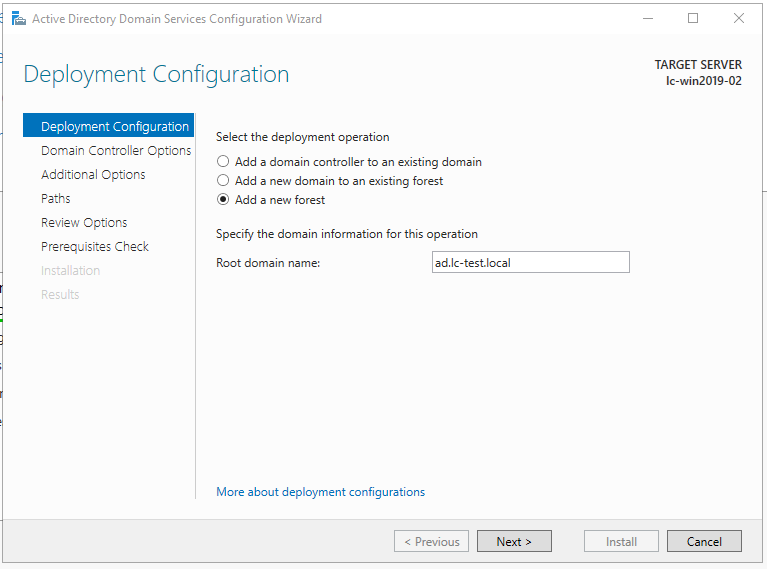 Active Directory Domain Services Configuration Wizard
Deployment Configuration
TARGET SERVER
lc-win2019-02
Deployment Configuration
Domain Controller Options
Additional Options
Paths
Review Options
Prerequisites Check
Installation
Results
Select the deployment operation
Add a domain controller to an existing domain
Add a new domain to an existing forest
Add a new forest
Specify the domain information for this operation
Root domain name: ad.lc-test.local
More about deployment configurations
< Previous Next > Install Cancel